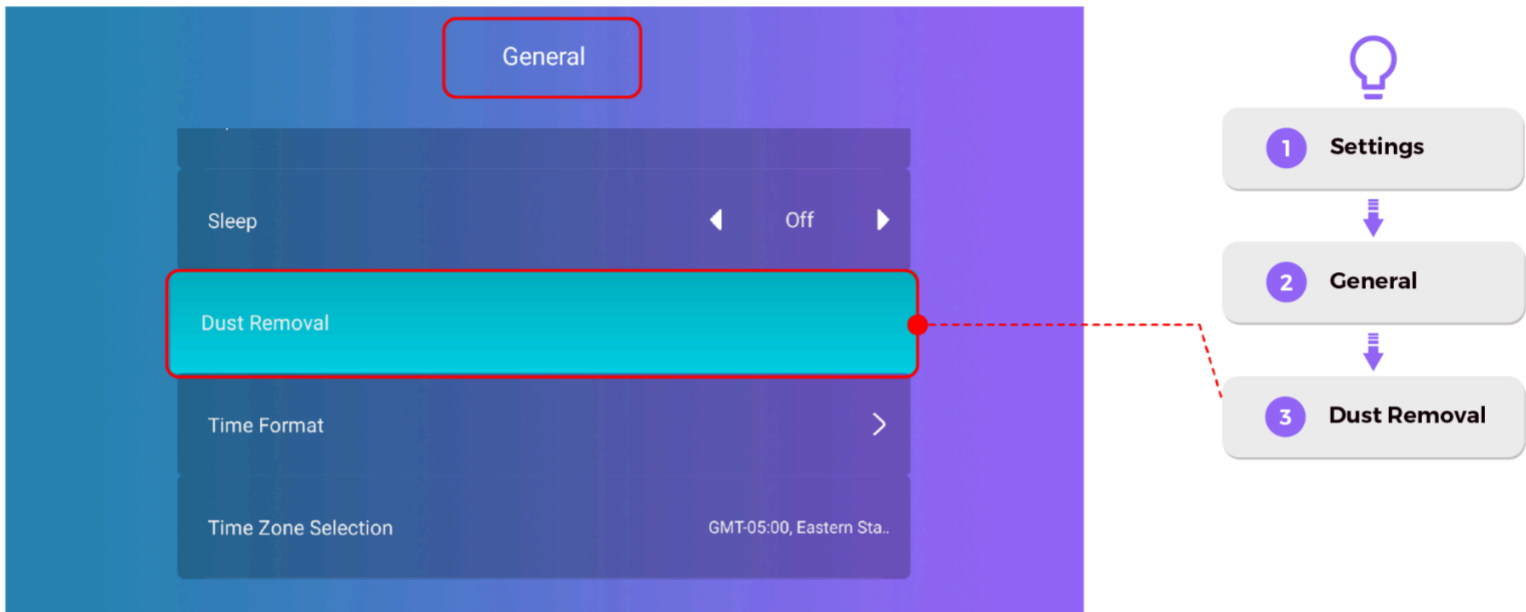 General
Sleep
Off
Dust Removal
Time Format
Time Zone Selection
GMT-05:00, Eastern Sta..
1 Settings
2 General
3 Dust Removal